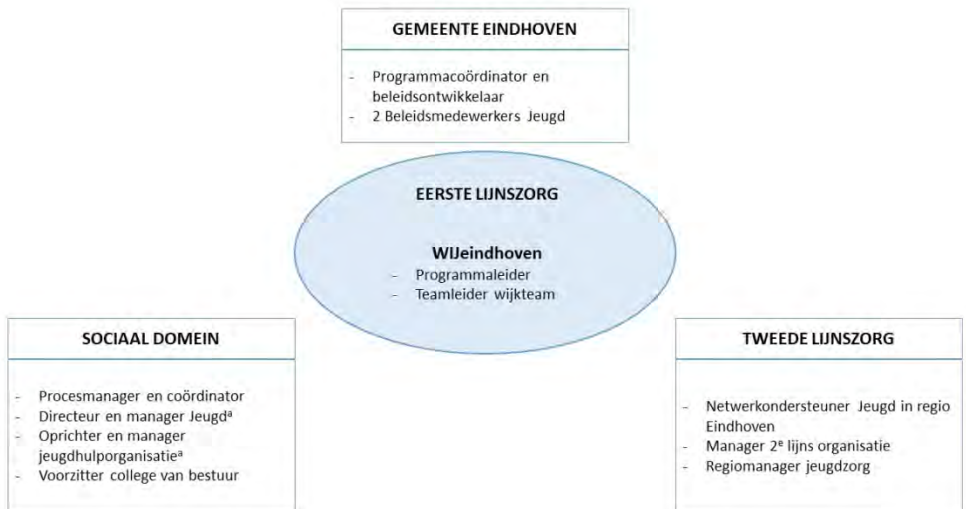 GEMEENTE EINDHOVEN
- Programmacoördinator en
beleidsontwikkelaar
- 2 Beleidsmedewerkers Jeugd
EERSTE LIJNSZORG
WIJeindhoven
- Programmaleider
- Teamleider wijkteam
SOCIAAL DOMEIN
- Procesmanager en coördinator
- Directeur en manager Jeugdᵃ
- Oprichter en manager
jeugdhulporganisatieᵃ
- Voorzitter college van bestuur
TWEEDE LIJNSZORG
- Netwerkondersteuner Jeugd in regio
Eindhoven
- Manager 2ᵉ lijns organisatie
- Regiomanager jeugdzorg